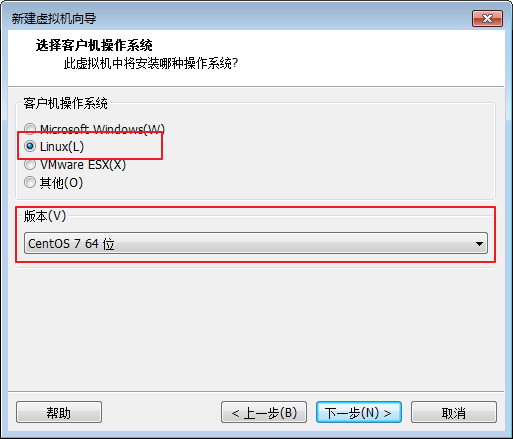 新建虚拟机向导
选择客户机操作系统
此虚拟机中将安装哪种操作系统?
客户机操作系统
Microsoft Windows(W)
Linux(L)
VMware ESX(X)
其他(O)
版本(V)
CentOS 7 64 位
帮助
< 上一步(B)
下一步(N) >
取消